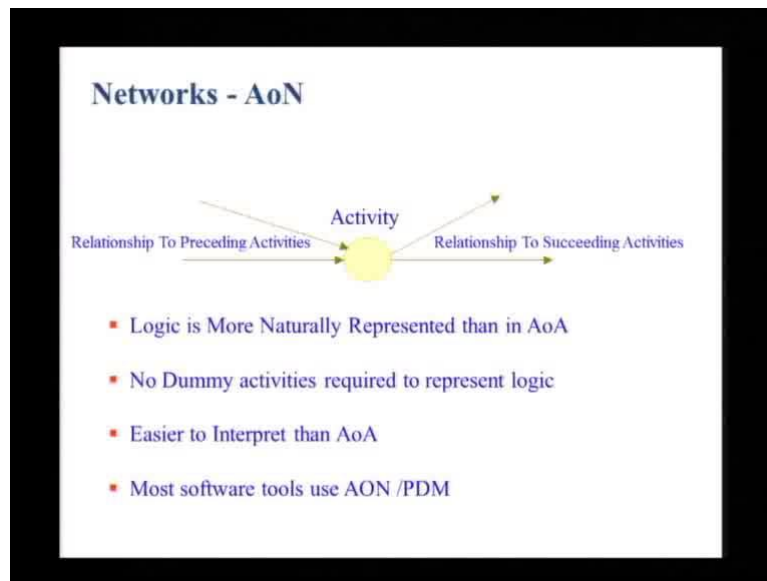 Networks - AoN
Activity
Relationship To Preceding Activities
Relationship To Succeeding Activities
Logic is More Naturally Represented than in AoA
No Dummy activities required to represent logic
Easier to Interpret than AoA
Most software tools use AON /PDM